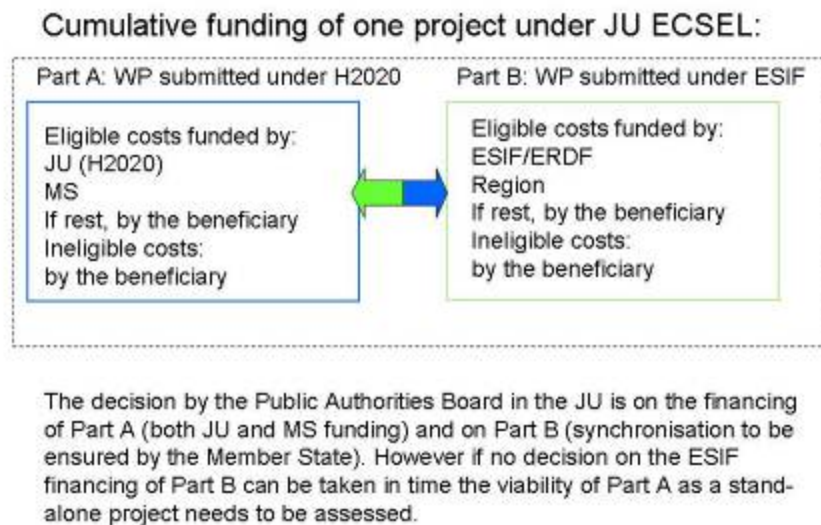 Cumulative funding of one project under JU ECSEL:
Part A: WP submitted under H2020
Eligible costs funded by:
JU (H2020)
MS
If rest, by the beneficiary
Ineligible costs:
by the beneficiary
Part B: WP submitted under ESIF
Eligible costs funded by:
ESIF/ERDF
Region
If rest, by the beneficiary
Ineligible costs:
by the beneficiary
The decision by the Public Authorities Board in the JU is on the financing
of Part A (both JU and MS funding) and on Part B (synchronisation to be
ensured by the Member State). However if no decision on the ESIF
financing of Part B can be taken in time the viability of Part A as a stand-
alone project needs to be assessed.